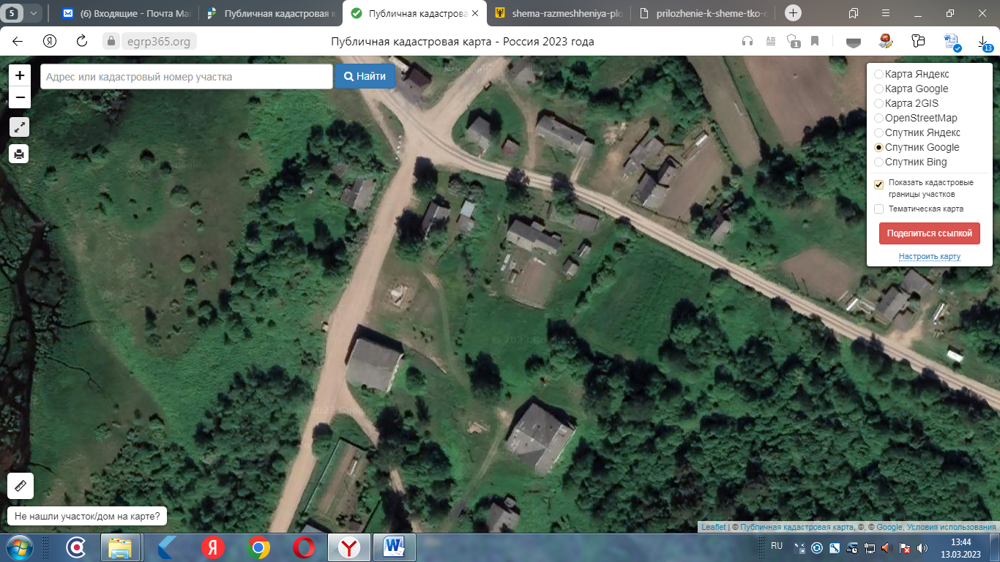 5
(6) Входящие - Почта Mai
Публичная кадастровая к
Публичная кадастрова
shema-razmeshheniya-plo
prilozhenie-k-sheme-tko-
egrp365.org
Публичная кадастровая карта - Россия 2023 года
1
13
+
−
Адрес или кадастровый номер участка
Найти
Карта Яндекс
Карта Google
Карта 2GIS
OpenStreetMap
Спутник Яндекс
Спутник Google
Спутник Bing
Показать кадастровые
границы участков
Тематическая карта
Поделиться ссылкой
Настроить карту
Не нашли участок/дом на карте?
Leaflet | © Публичная кадастровая карта, ©, © Google, Условия использования
RU
13:44
13.03.2023